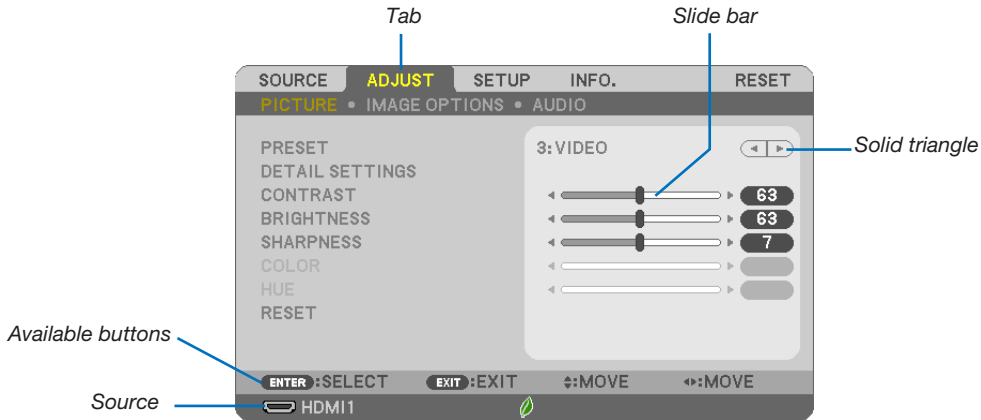 Tab Slide bar
SOURCE ADJUST SETUP INFO. RESET
PICTURE • IMAGE OPTIONS • AUDIO
PRESET 3:VIDEO
Solid triangle
DETAIL SETTINGS
CONTRAST 63
BRIGHTNESS 63
SHARPNESS 7
COLOR
HUE
RESET
Available buttons
ENTER :SELECT EXIT :EXIT :MOVE :MOVE
Source
HDMI1